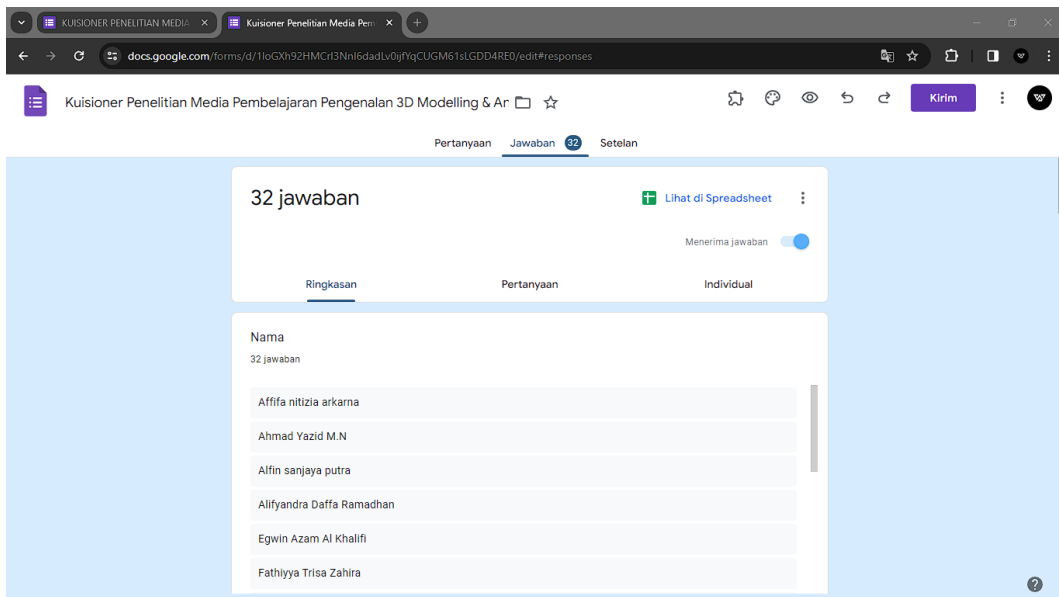 KUISIONER PENELITIAN MEDIA
Kuisioner Penelitian Media Pem
docs.google.com/forms/d/1IoGXh92HMCrI3NnI6dadLv0ijfYqCUGM61sLGDD4RE0/edit#responses
Kuisioner Penelitian Media Pembelajaran Pengenalan 3D Modelling & An
Kirim
Pertanyaan Jawaban 32 Setelan
32 jawaban
Lihat di Spreadsheet
Menerima jawaban
Ringkasan Pertanyaan Individual
Nama
32 jawaban
Affifa nitizia arkarna
Ahmad Yazid M.N
Alfin sanjaya putra
Alifyandra Daffa Ramadhan
Egwin Azam Al Khalifi
Fathiyya Trisa Zahira